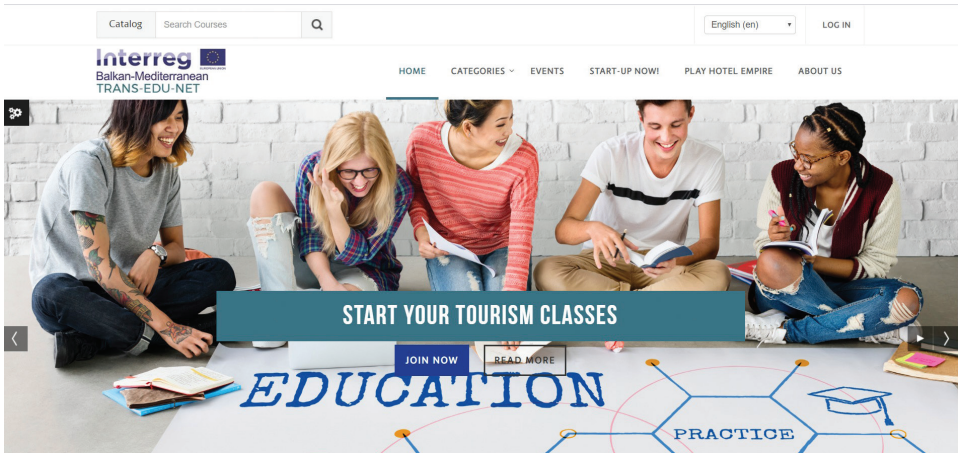 Catalog Search Courses
English (en) LOG IN
Interreg
Balkan-Mediterranean
TRANS-EDU-NET
HOME CATEGORIES EVENTS START-UP NOW! PLAY HOTEL EMPIRE ABOUT US
START YOUR TOURISM CLASSES
JOIN NOW READ MORE
EDUCATION
PRACTICE